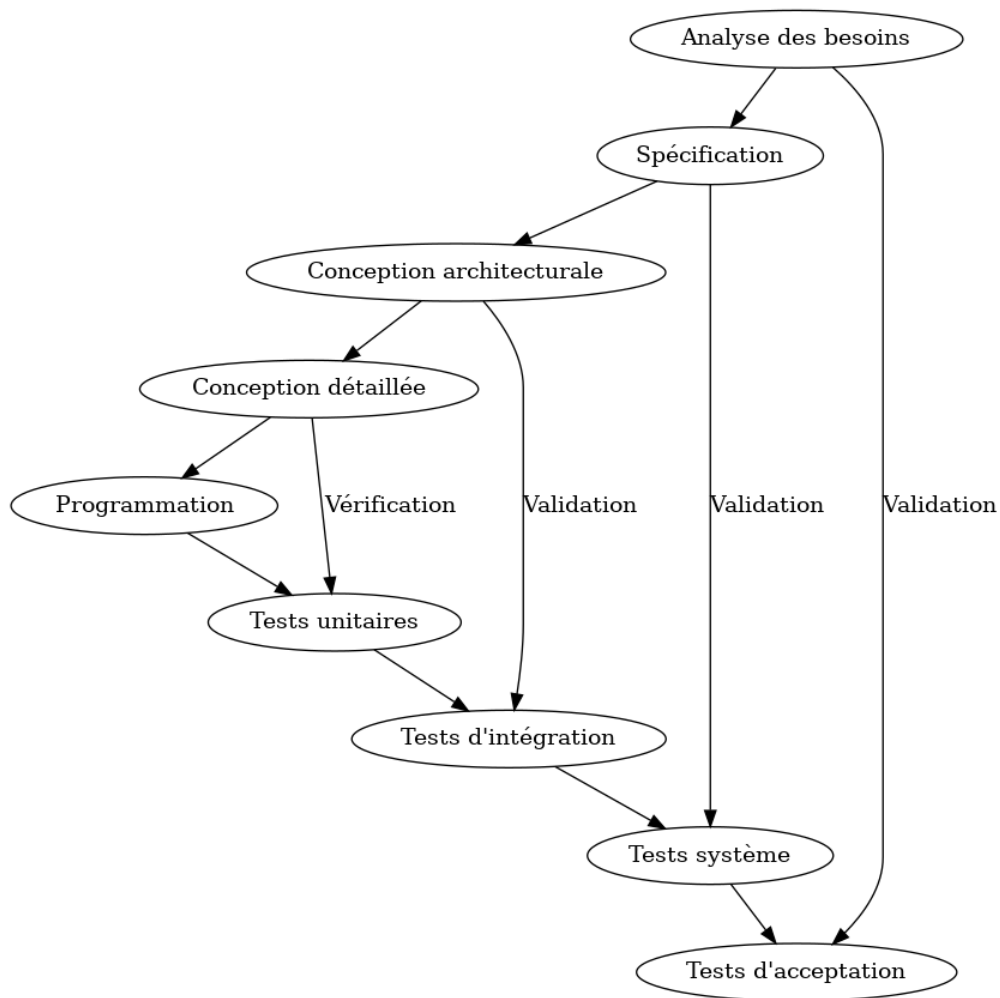 Analyse des besoins
Spécification
Conception architecturale
Conception détaillée
Programmation
Vérification
Validation
Validation
Validation
Tests unitaires
Tests d'intégration
Tests système
Tests d'acceptation